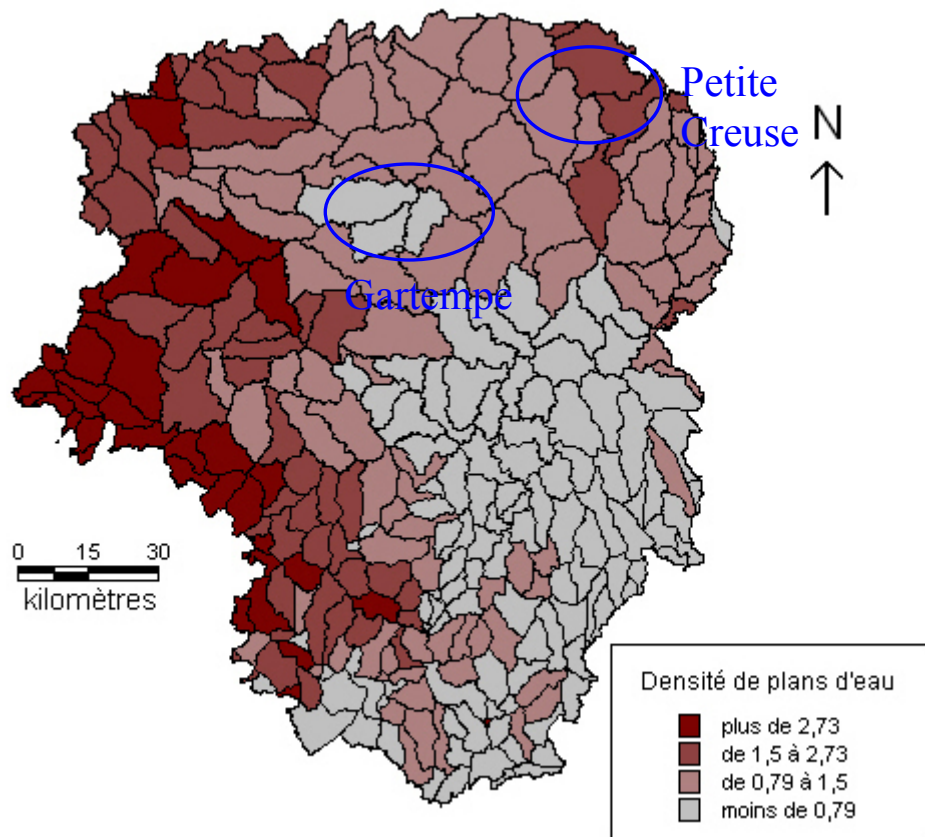 Petite
Creuse
N
Gartempe
0 15 30
kilomètres
Densité de plans d'eau
plus de 2,73
de 1,5 à 2,73
de 0,79 à 1,5
moins de 0,79